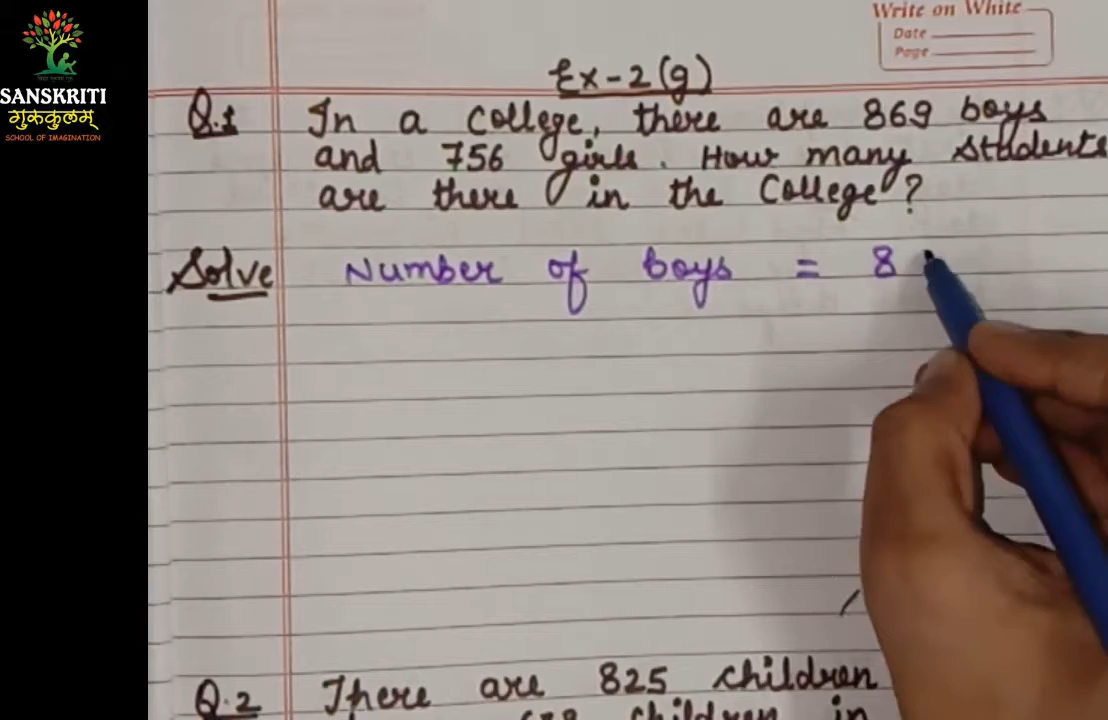 SANSKRITI
गुरुकुलम्
SCHOOL OF IMAGINATION
Write on White
Date
Page
Ex-2(g)
Q.1 In a College, there are 869 boys
and 756 girls. How many students
are there in the College?
Solve Number of boys = 8
Q.2 There are 825 children
children in